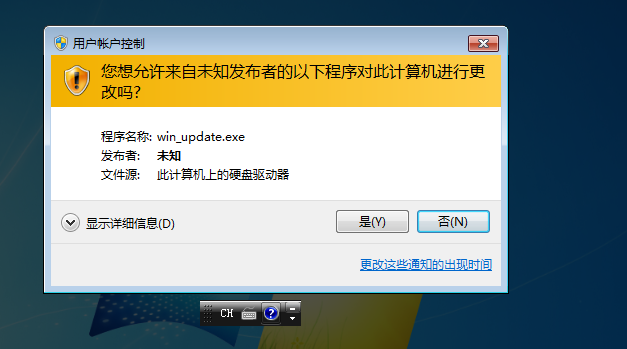 用户帐户控制
您想允许来自未知发布者的以下程序对此计算机进行更
改吗?
程序名称: win_update.exe
发布者: 未知
文件源: 此计算机上的硬盘驱动器
显示详细信息(D) 是(Y) 否(N)
更改这些通知的出现时间
CH